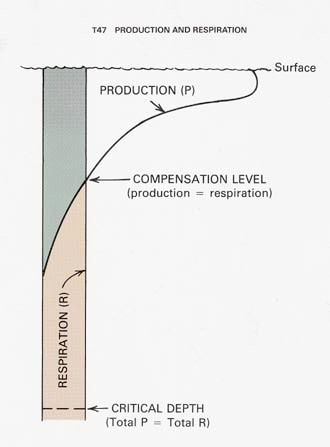 T47 PRODUCTION AND RESPIRATION
Surface
PRODUCTION (P)
COMPENSATION LEVEL
(production = respiration)
RESPIRATION (R)
CRITICAL DEPTH
(Total P = Total R)